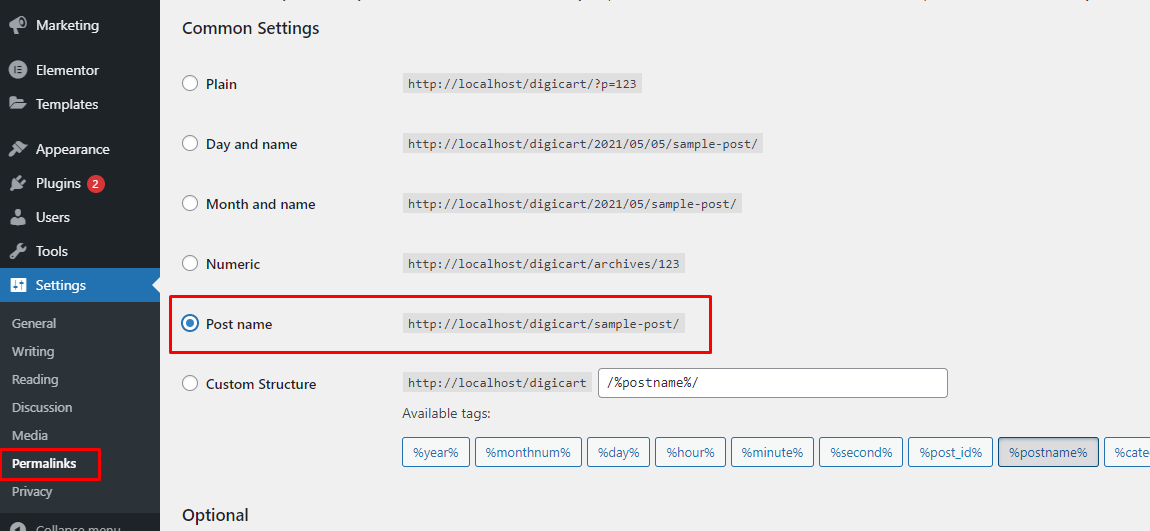 Marketing
Elementor
Templates
Appearance
Plugins 2
Users
Tools
Settings
General
Writing
Reading
Discussion
Media
Permalinks
Privacy
Collapse menu
Common Settings
Plain http://localhost/digicart/?p=123
Day and name http://localhost/digicart/2021/05/05/sample-post/
Month and name http://localhost/digicart/2021/05/sample-post/
Numeric http://localhost/digicart/archives/123
Post name http://localhost/digicart/sample-post/
Custom Structure http://localhost/digicart /%postname%/
Available tags:
%year% %monthnum% %day% %hour% %minute% %second% %post_id% %postname% %cate
Optional